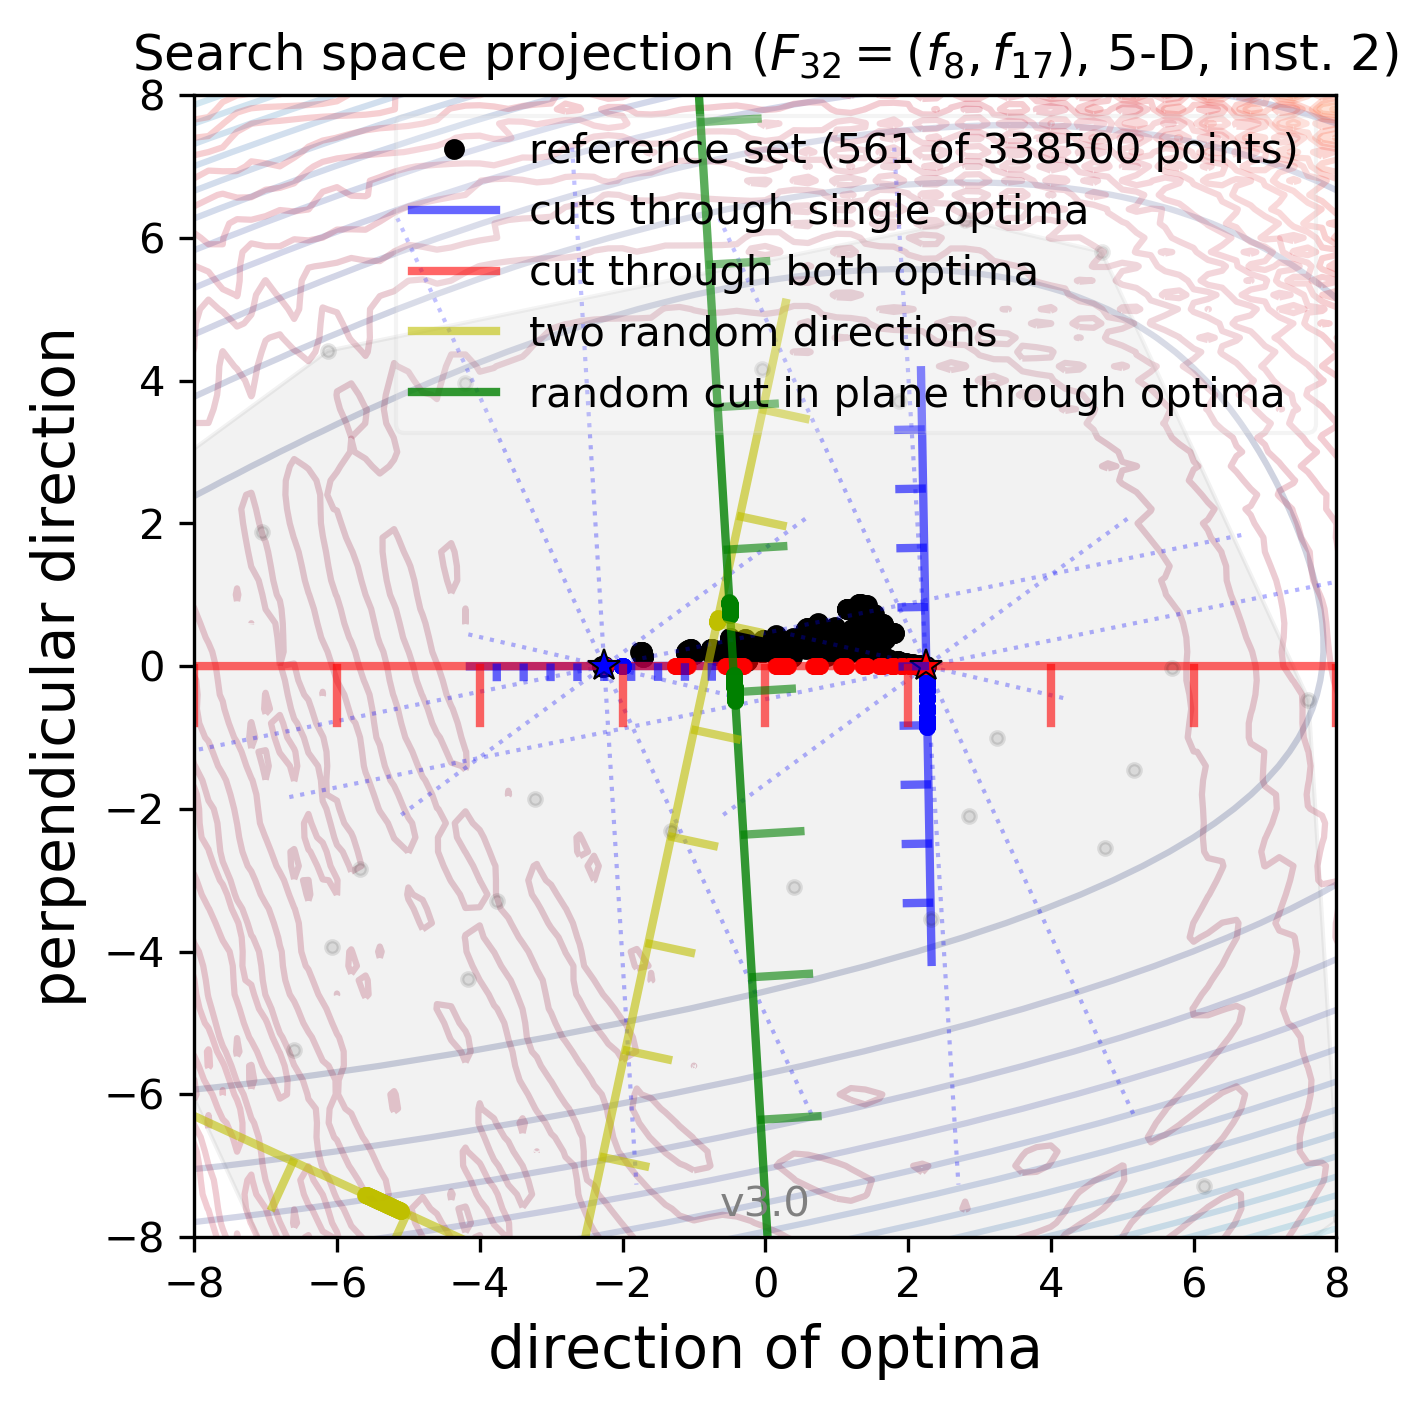 Search space projection (F32 = (f8, f17), 5-D, inst. 2)
reference set (561 of 338500 points)
cuts through single optima
cut through both optima
two random directions
random cut in plane through optima
perpendicular direction
8
6
4
2
0
−2
−4
−6
−8
v3.0
−8 −6 −4 −2 0 2 4 6 8
direction of optima